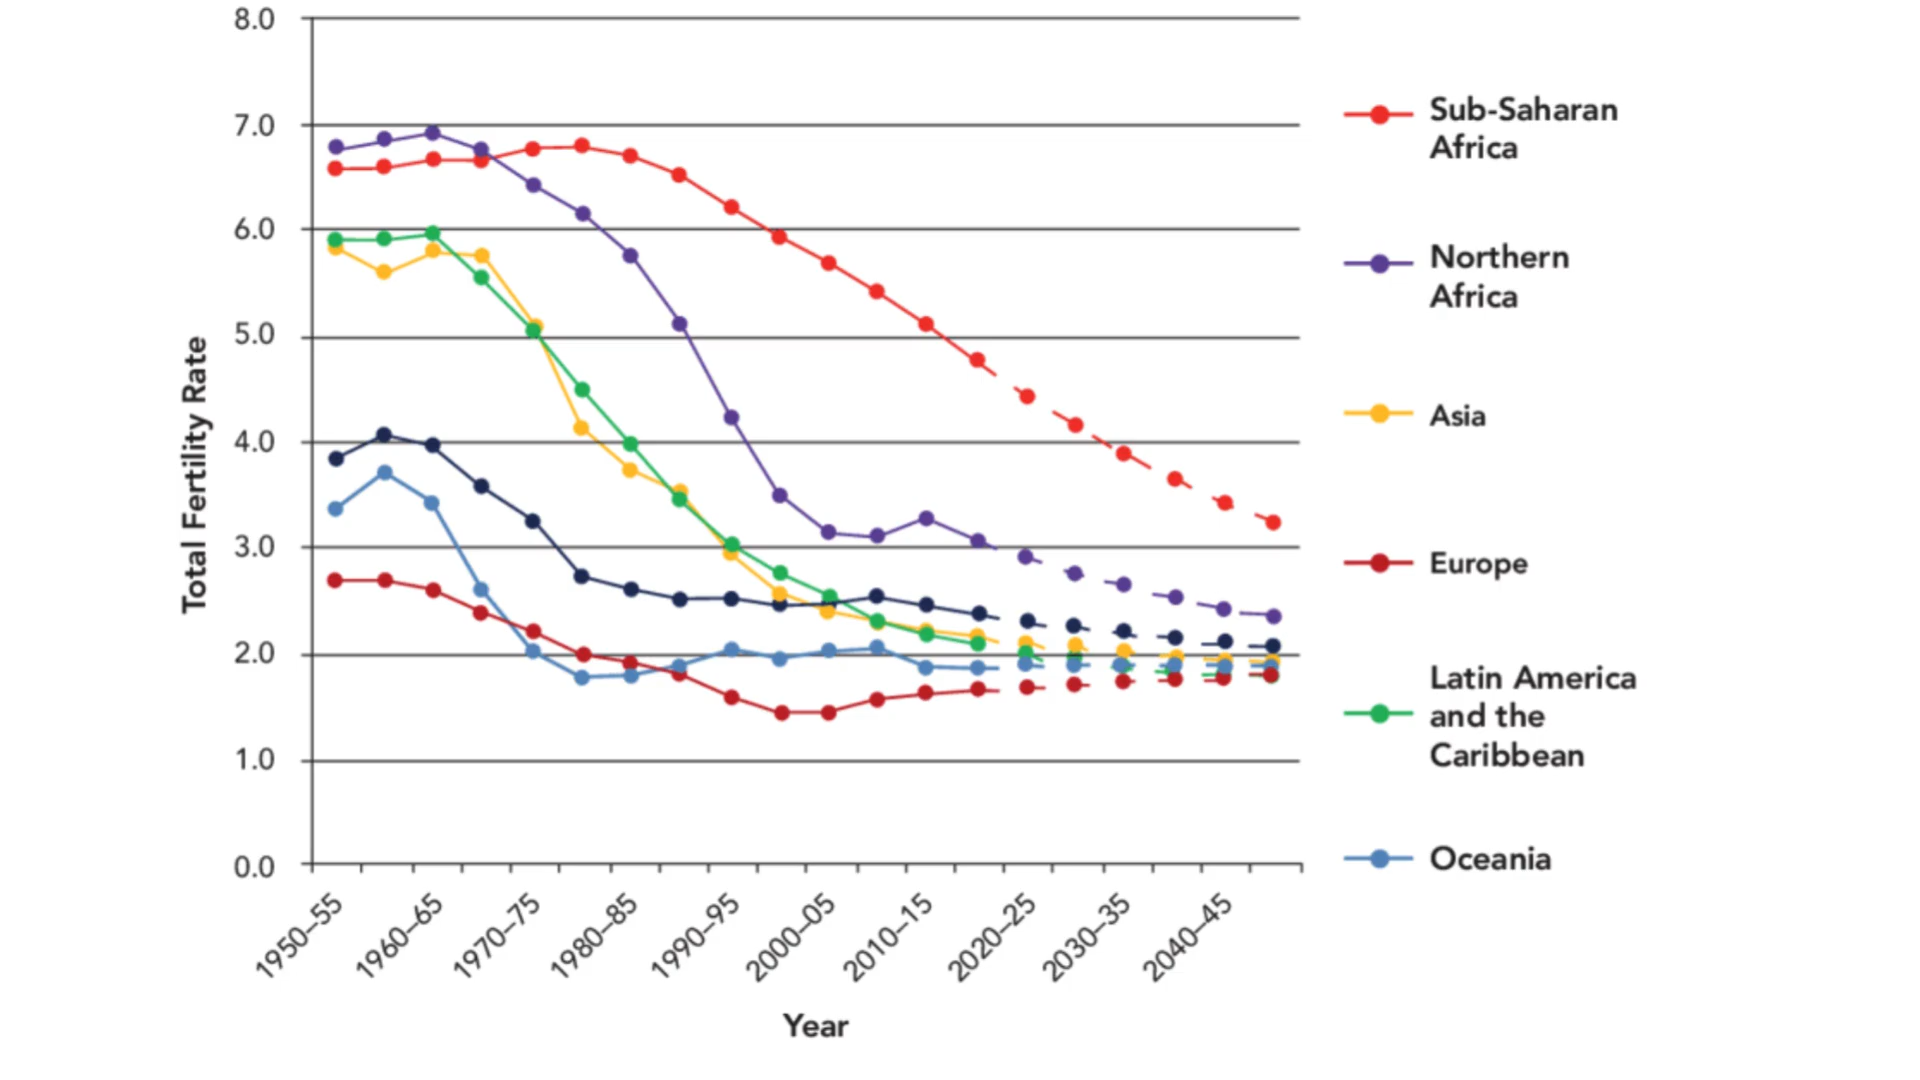 8.0
7.0
6.0
5.0
4.0
3.0
2.0
1.0
0.0
Total Fertility Rate
1950–55
1960–65
1970–75
1980–85
1990–95
2000–05
2010–15
2020–25
2030–35
2040–45
Year
Sub-Saharan
Africa
Northern
Africa
Asia
Europe
Latin America
and the
Caribbean
Oceania